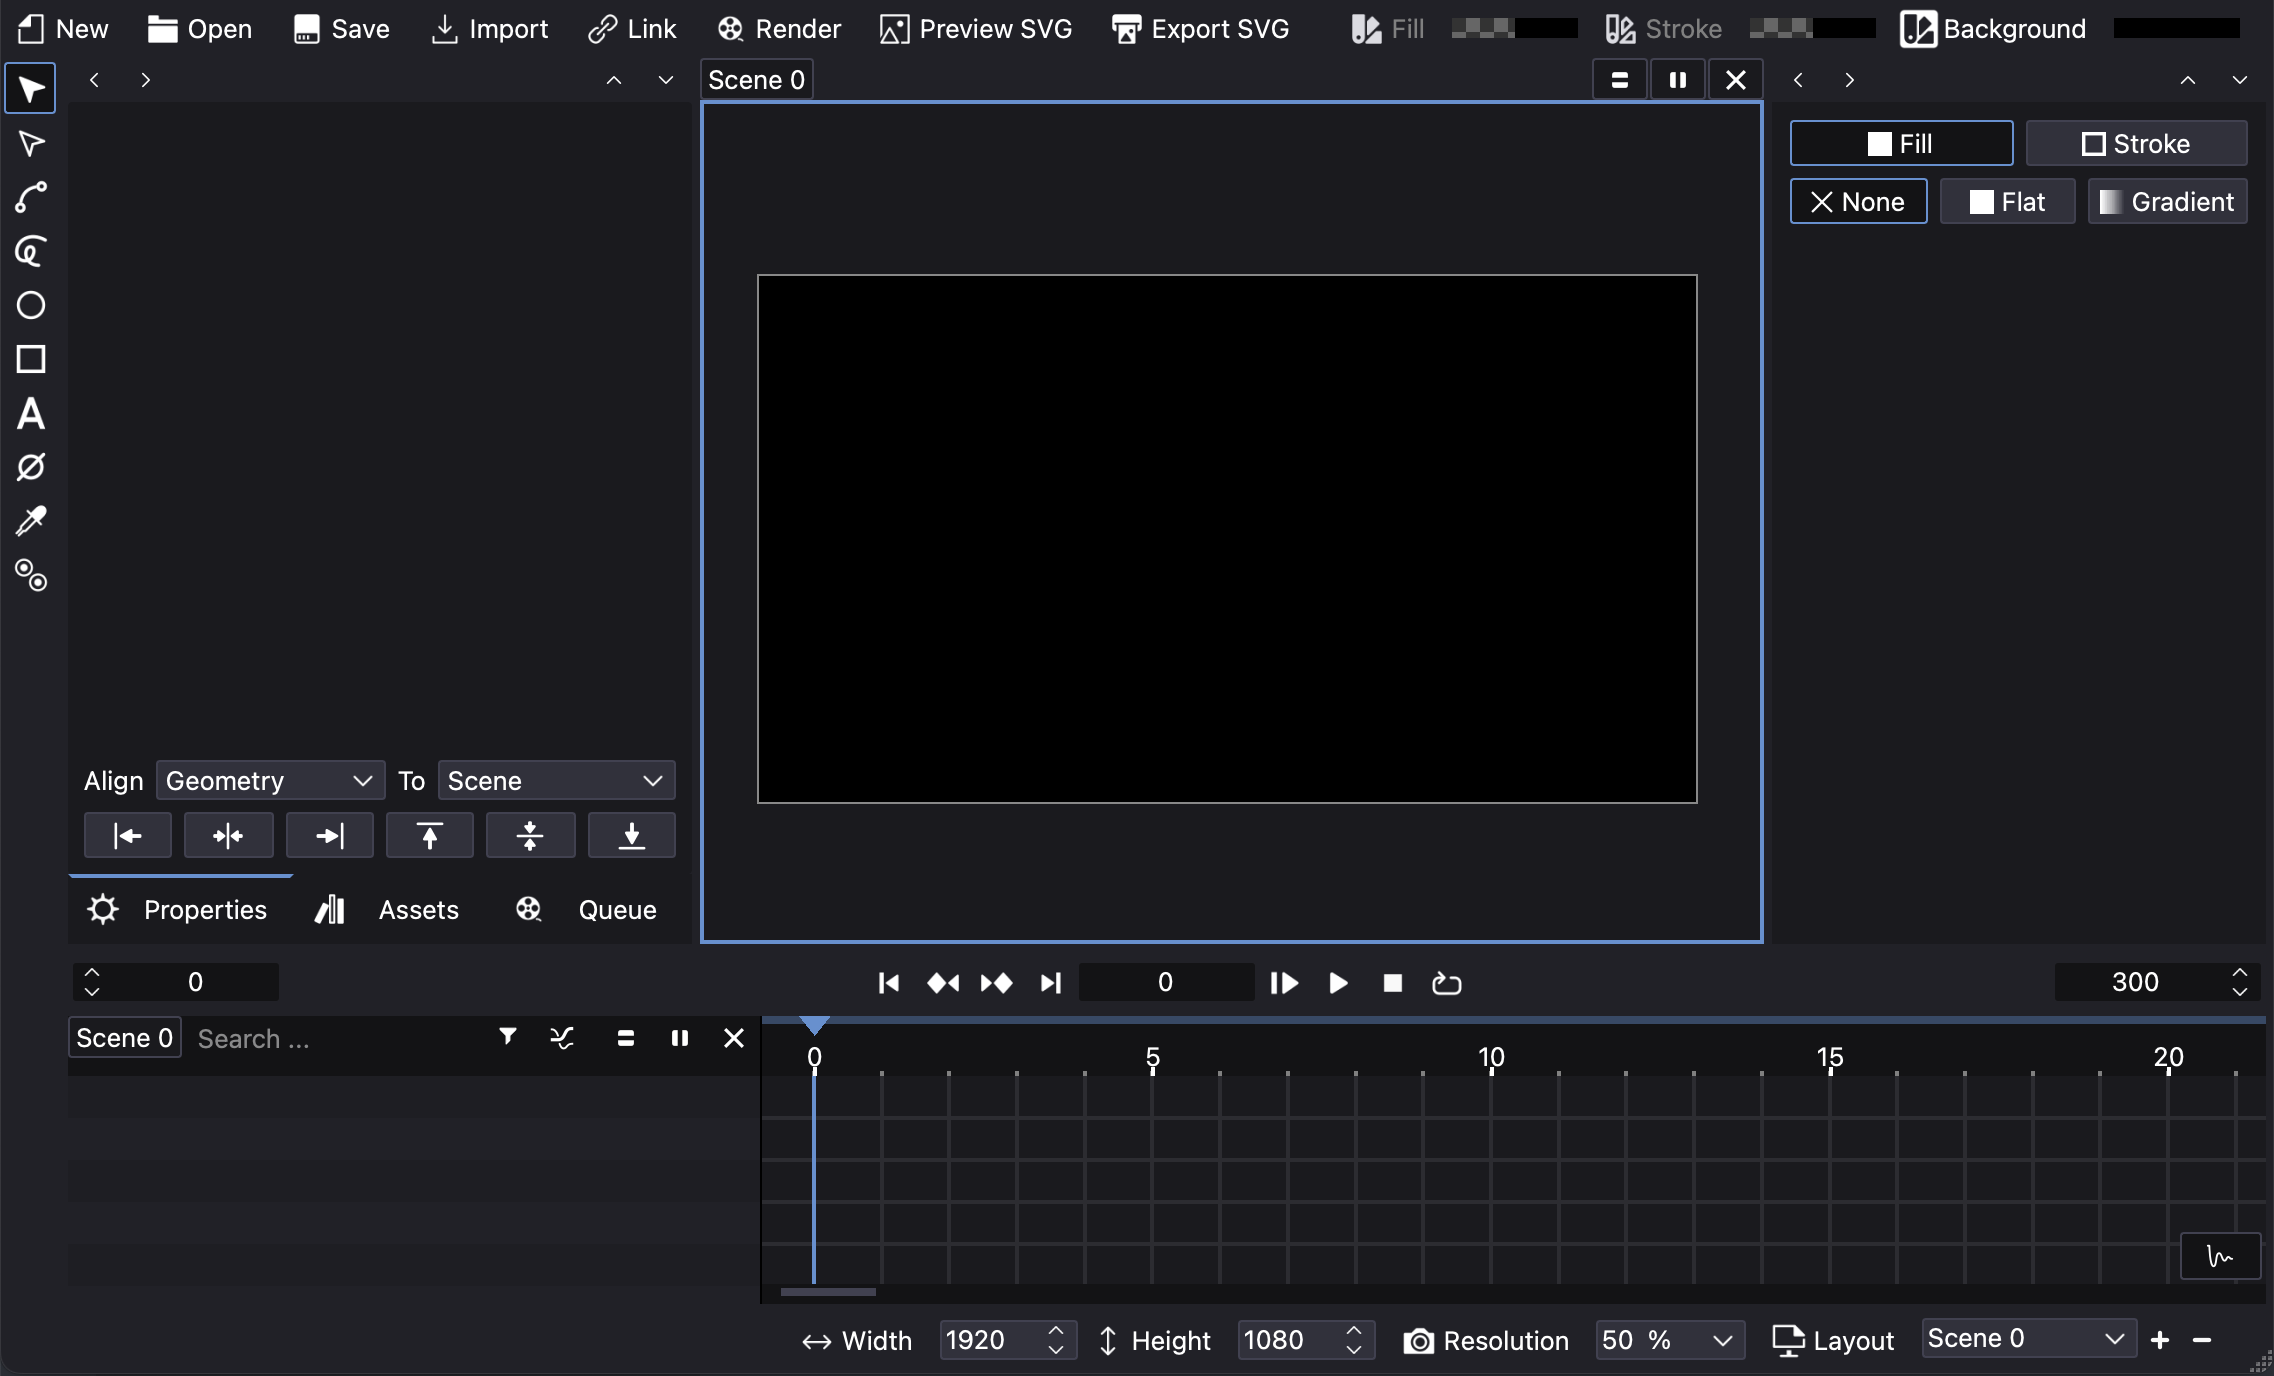 New Open Save Import Link Render Preview SVG Export SVG Fill Stroke Background
Scene 0
Fill Stroke
None Flat Gradient
Align Geometry To Scene
Properties Assets Queue
0 0 300
Scene 0 Search ...
0 5 10 15 20
Width 1920 Height 1080 Resolution 50 % Layout Scene 0